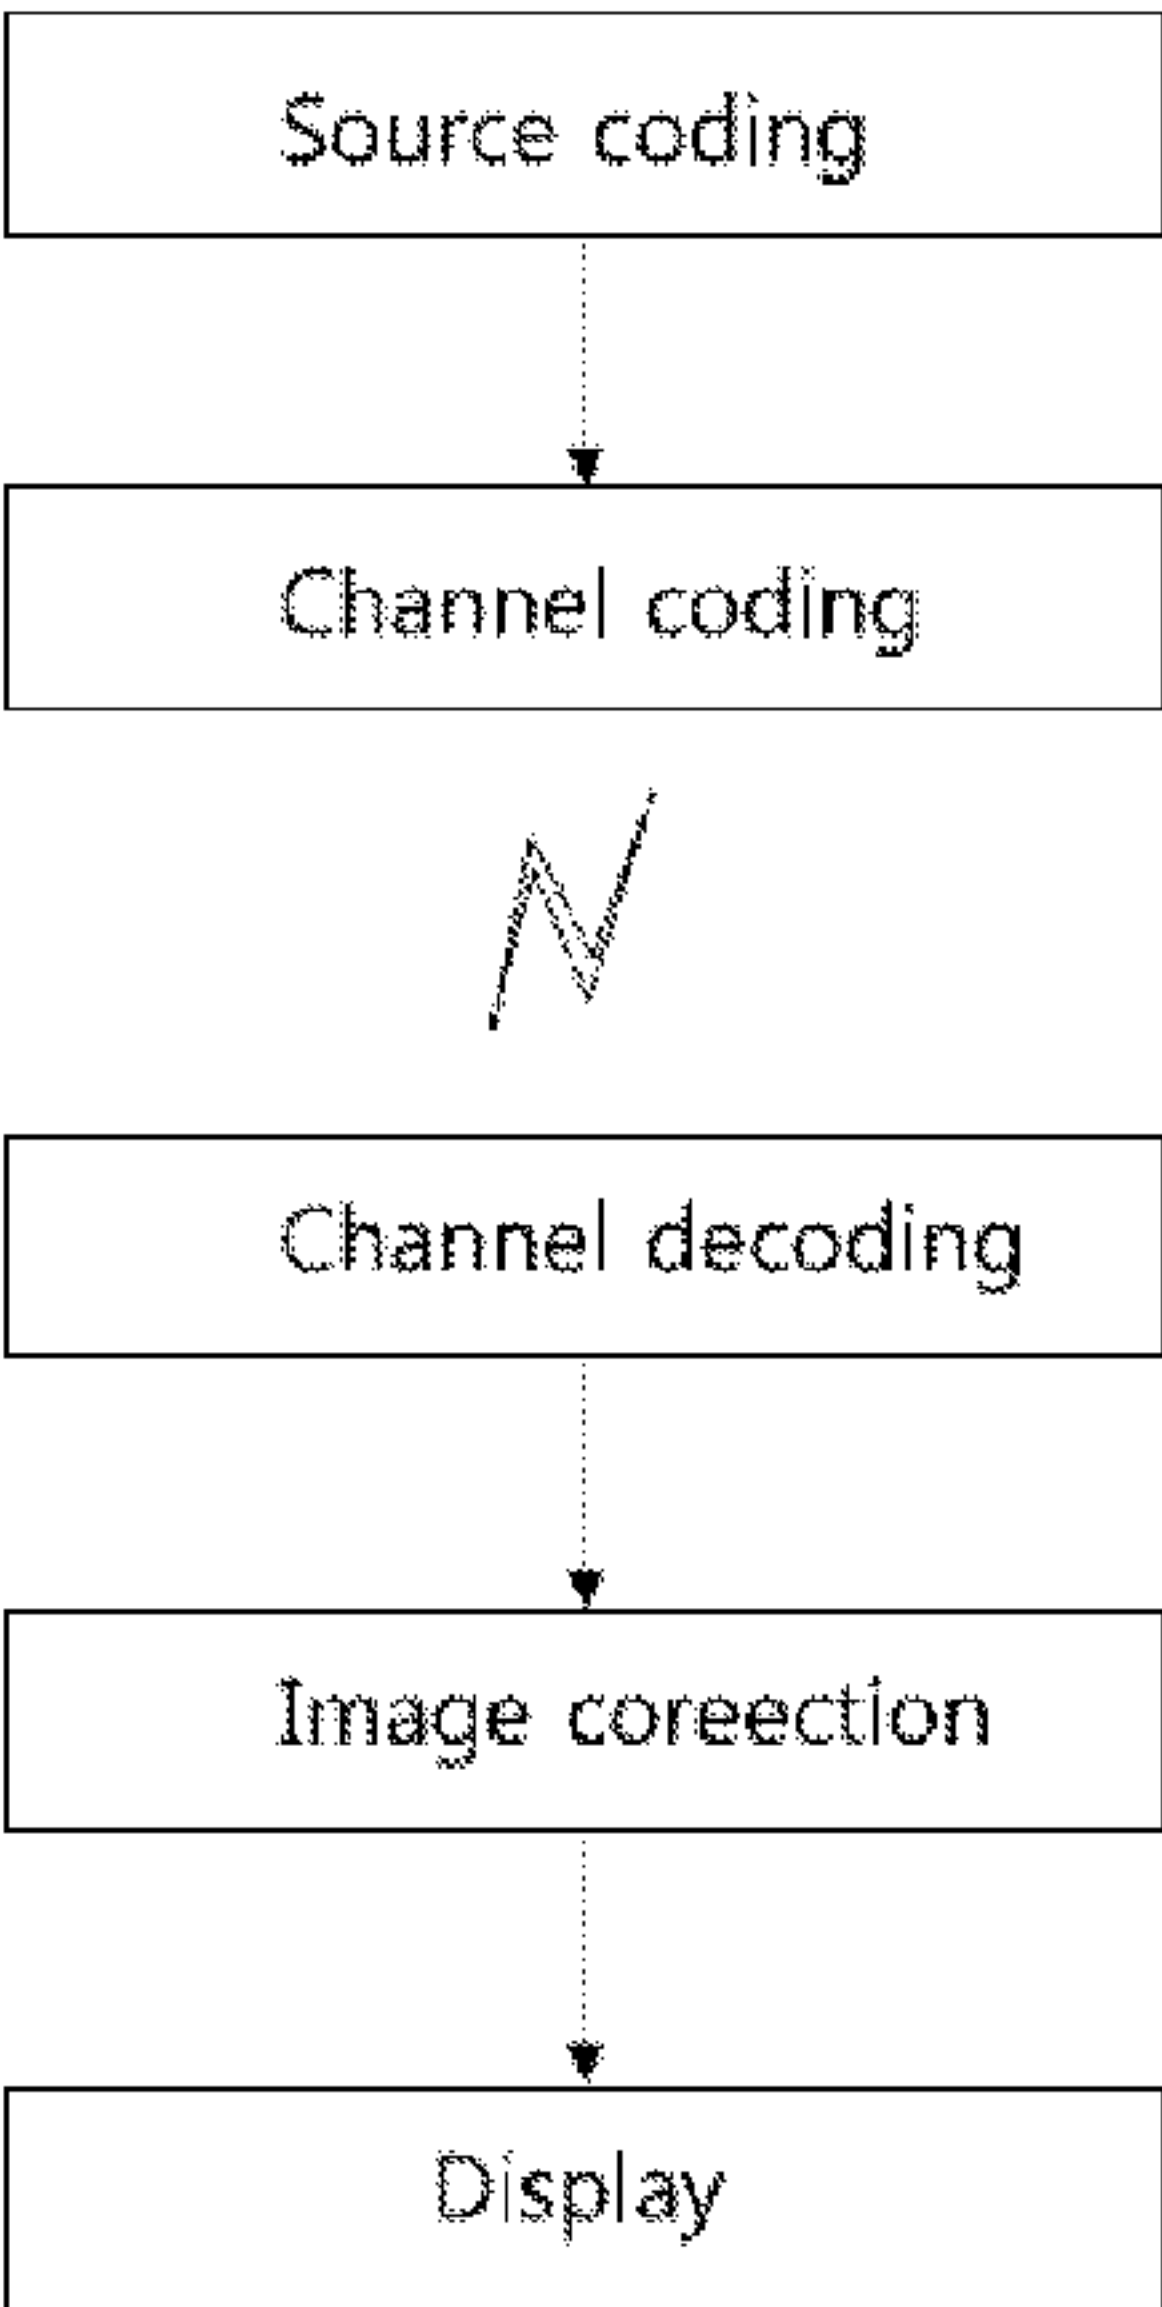 Source coding
Channel coding
Channel decoding
Image coreection
Display